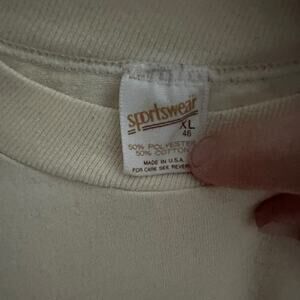 sportswear
XL
46
50% POLYESTER
50% COTTON
MADE IN U.S.A.
FOR CARE SEE REVERSE